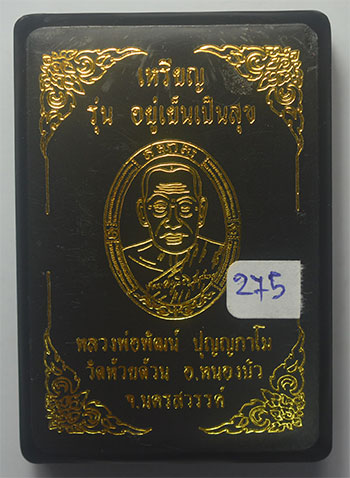 เหรียญ
รุ่น อยู่เย็นเป็นสุข
275
หลวงพ่อพัฒน์ ปุญญกาโม
วัดห้วยด้วน อ.หนองบัว
จ.นครสวรรค์